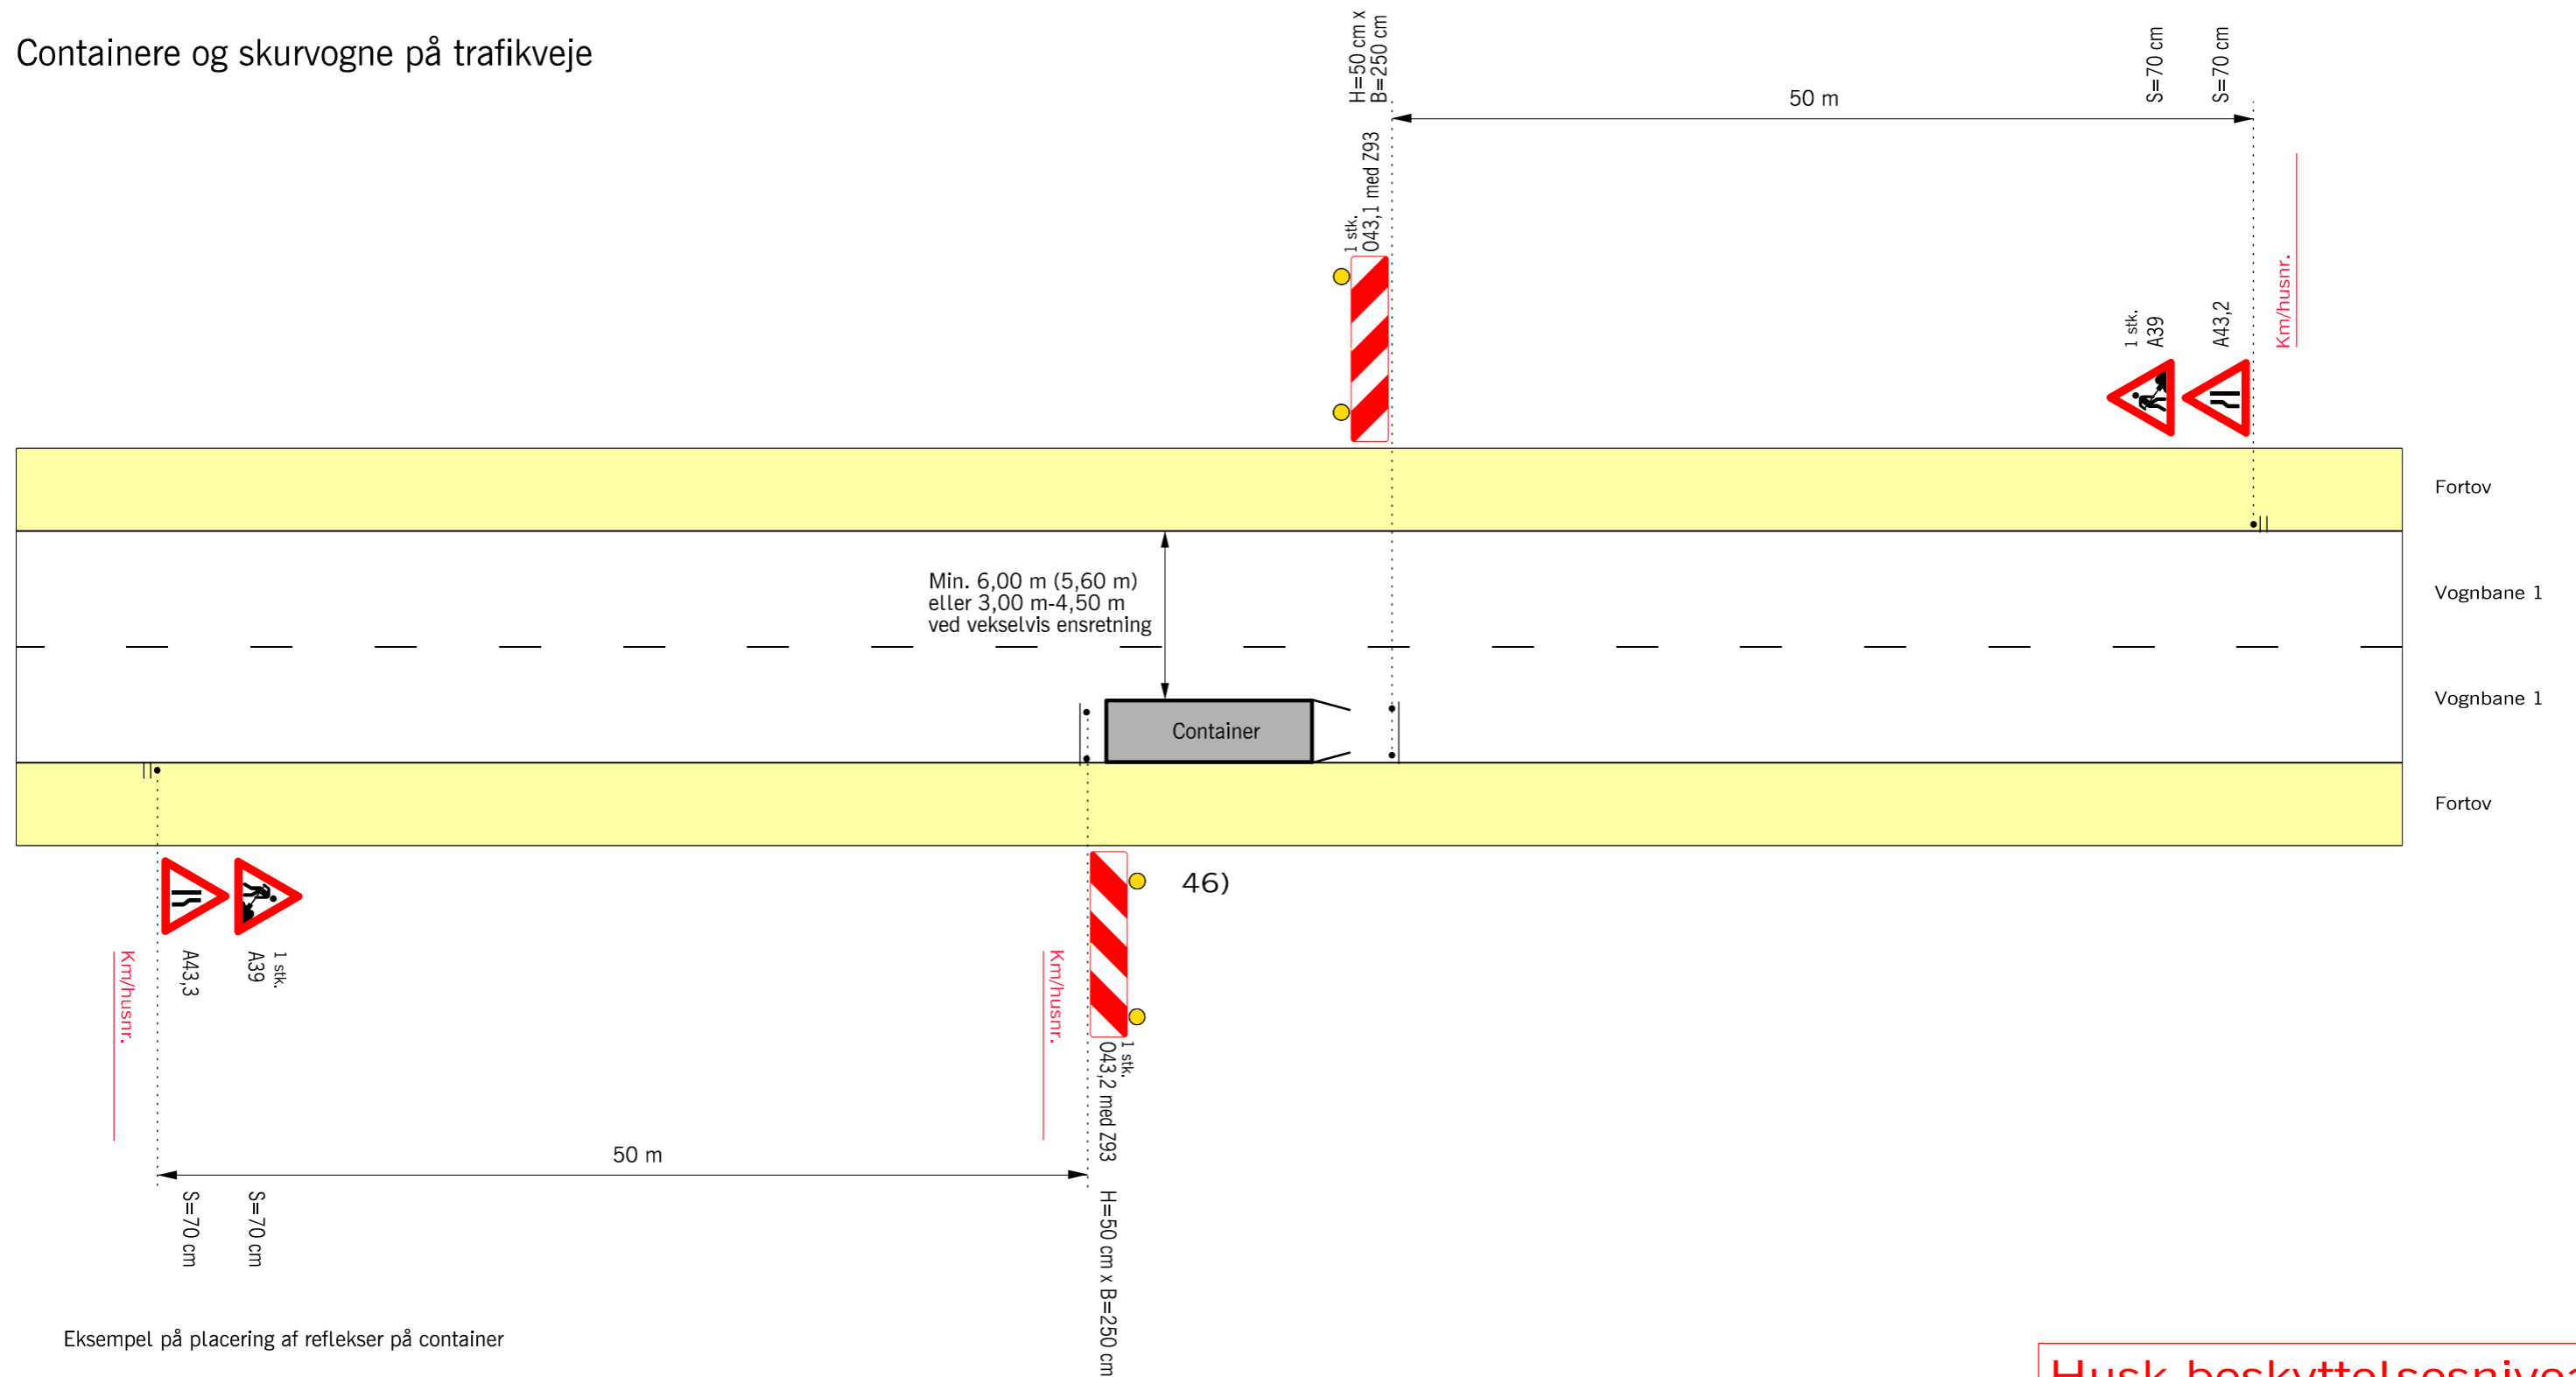 Containere og skurvogne på trafikveje
H=50 cm x
B=250 cm
50 m
S=70 cm
S=70 cm
1 stk.
O43,1 med Z93
1 stk.
A39
A43,2
Km/husnr.
Fortov
Min. 6,00 m (5,60 m)
eller 3,00 m-4,50 m
ved vekselvis ensretning
Vognbane 1
Vognbane 1
Container
Fortov
46)
Km/husnr.
A43,3
A39
1 stk.
Km/husnr.
1 stk.
O43,2 med Z93
H=50 cm x B=250 cm
50 m
S=70 cm
S=70 cm
Eksempel på placering af reflekser på container
Husk beskyttelsesnivea